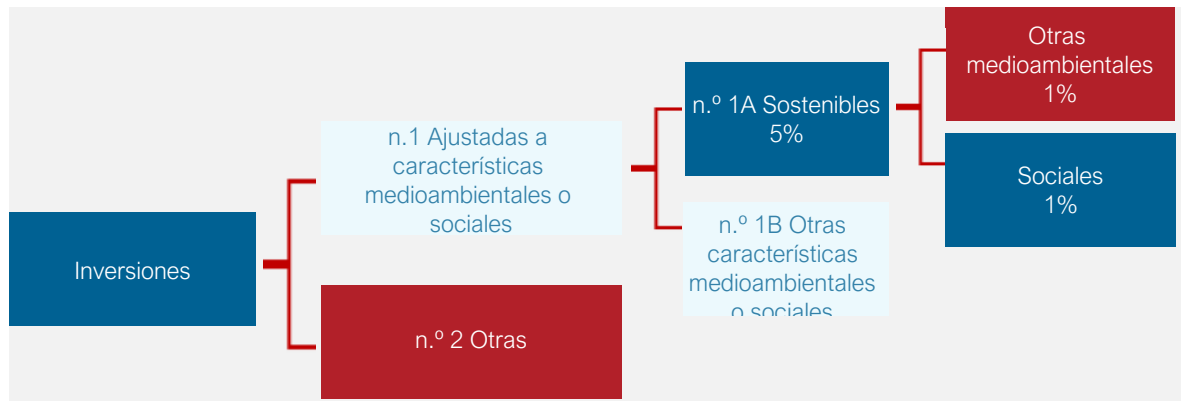 Inversiones
n.1 Ajustadas a
características
medioambientales o
sociales
n.º 2 Otras
n.º 1A Sostenibles
5%
n.º 1B Otras
características
medioambientales
o sociales
Otras
medioambientales
1%
Sociales
1%